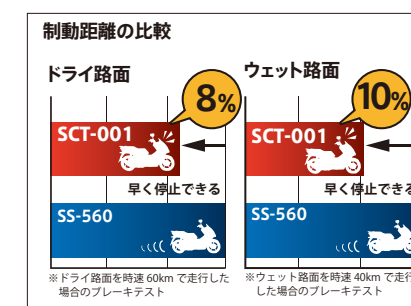 制動距離の比較
ドライ路面
8%
SCT-001
早く停止できる
SS-560
※ドライ路面を時速 60km で走行した
場合のブレーキテスト
ウェット路面
10%
SCT-001
早く停止できる
SS-560
※ウェット路面を時速 40km で走行
した場合のブレーキテスト